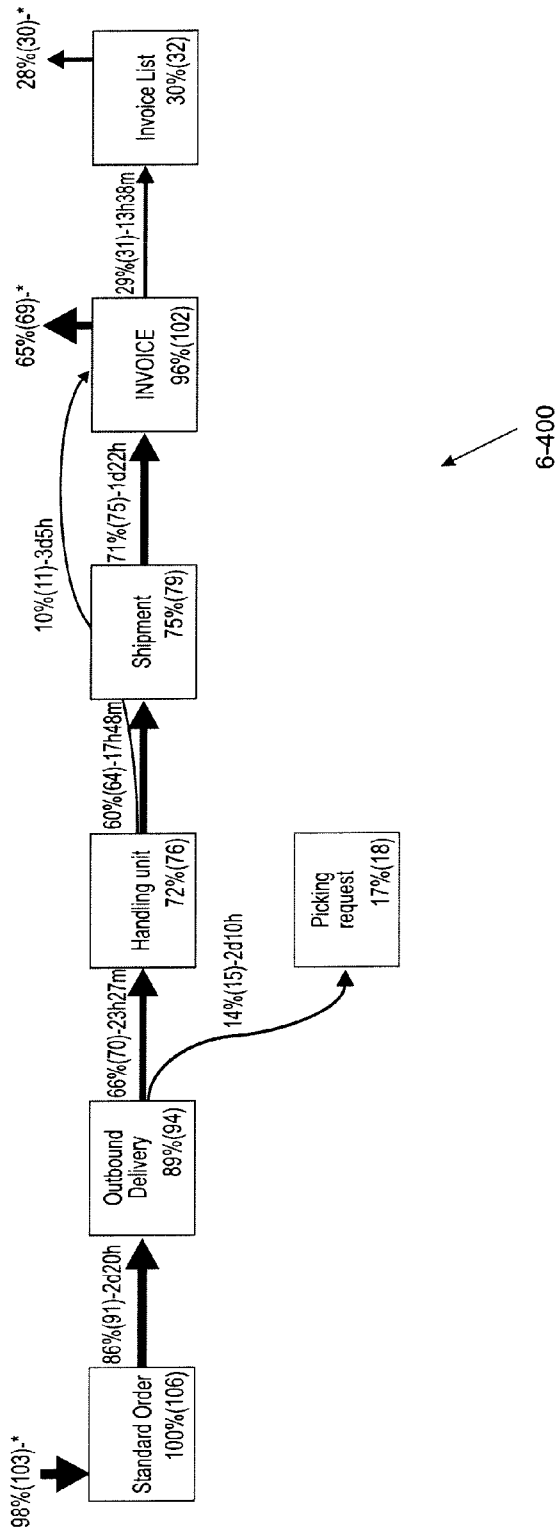 98%(103)-*
Standard Order
100%(106)
86%(91)-2d20h
Outbound
Delivery
89%(94)
66%(70)-23h27m
14%(15)-2d10h
Handling unit
72%(76)
Picking
request
17%(18)
60%(64)-17h48m
Shipment
75%(79)
10%(11)-3d5h
71%(75)-1d22h
INVOICE
96%(102)
65%(69)-*
29%(31)-13h38m
Invoice List
30%(32)
28%(30)-*
6-400